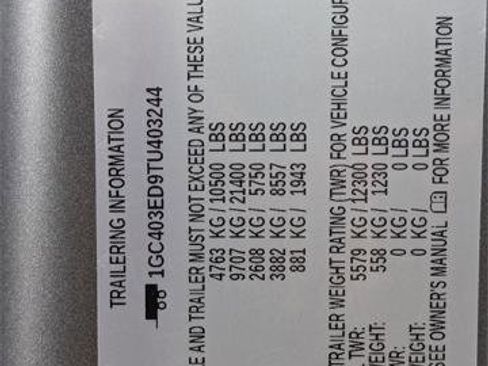 TRAILERING INFORMATION
1GC403ED9TU403244
E AND TRAILER MUST NOT EXCEED ANY OF THESE VALU
4763 KG / 10500 LBS
9707 KG / 21400 LBS
2608 KG / 5750 LBS
3882 KG / 8557 LBS
881 KG / 1943 LBS
TRAILER WEIGHT RATING (TWR) FOR VEHICLE CONFIGUR
TWR: 5579 KG / 12300 LBS
EIGHT: 558 KG / 1230 LBS
WR: 0 KG / 0 LBS
EIGHT: 0 KG / 0 LBS
SEE OWNER'S MANUAL FOR MORE INFORMATION